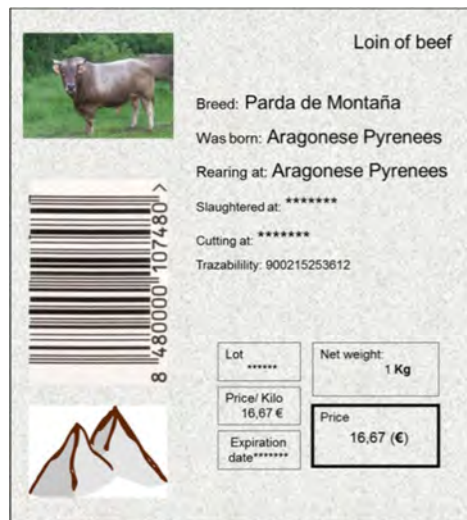 Loin of beef
Breed: Parda de Montaña
Was born: Aragonese Pyrenees
Rearing at: Aragonese Pyrenees
Slaughtered at: *******
Cutting at: *******
Trazabilility: 900215253612
8 480000 107480 >
Lot
******
Net weight:
1 Kg
Price/ Kilo
16,67 €
Price
16,67 (€)
Expiration
date*******